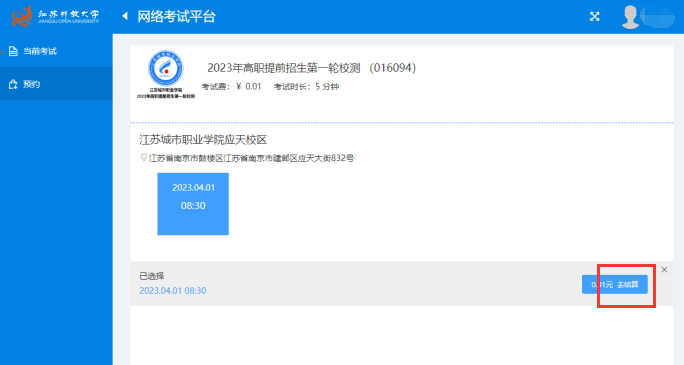 江苏开放大学
JIANGSU OPEN UNIVERSITY
网络考试平台
当前考试
预约
江苏城市职业学院
2023年高职提前招生第一轮校测
2023年高职提前招生第一轮校测 （016094）
考试费：￥ 0.01 考试时长：5 分钟
江苏城市职业学院应天校区
江苏省南京市鼓楼区江苏省南京市建邺区应天大街832号
2023.04.01
08:30
已选择
2023.04.01 08:30
0.01元 去结算